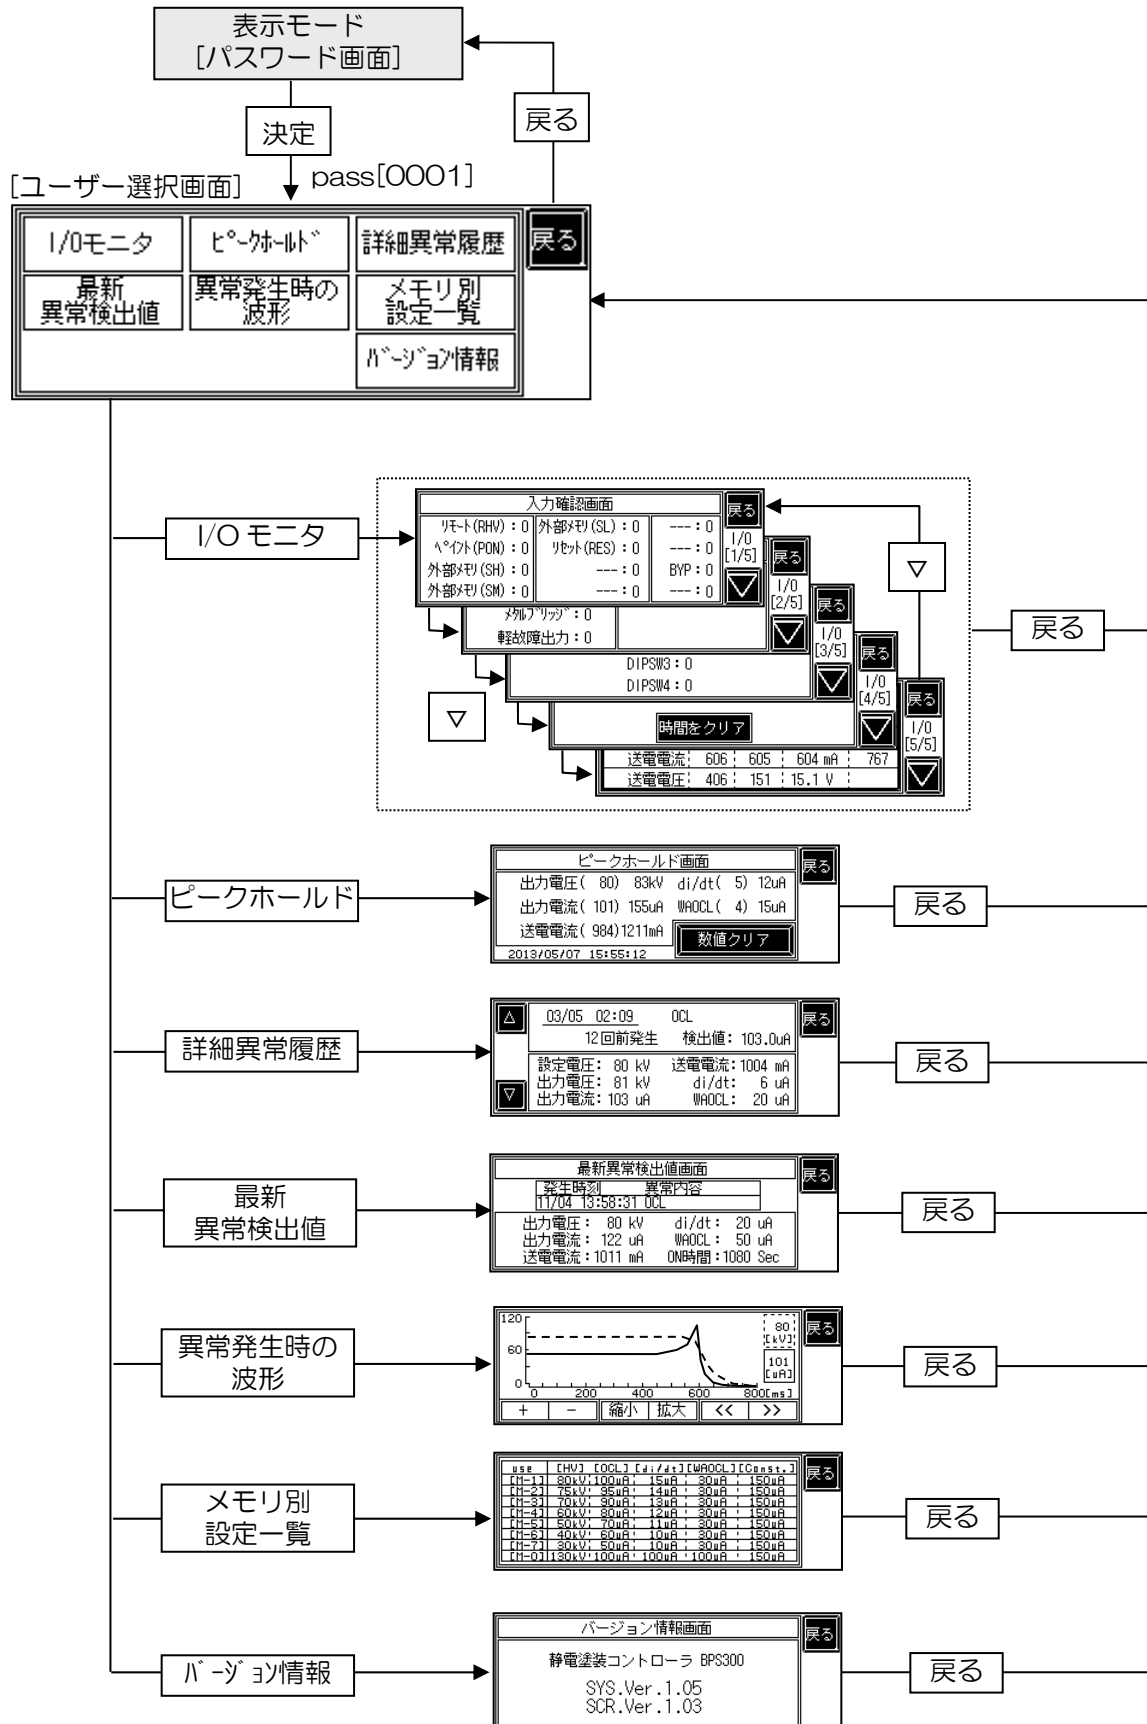 表示モード
[パスワード画面]
決定
戻る
[ユーザー選択画面]
pass[0001]
I/Oモニタ
ﾋﾟｰｸﾎｰﾙﾄﾞ
詳細異常履歴
戻る
最新
異常検出値
異常発生時の
波形
メモリ別
設定一覧
ﾊﾞｰｼﾞｮﾝ情報
I/O モニタ
入力確認画面
戻る
ﾘﾓｰﾄ(RHV):0 外部ﾒﾓﾘ(SL):0 ---:0
I/O
[1/5]
ﾍﾟｲﾝﾄ(PON):0 ﾘｾｯﾄ(RES):0 ---:0
外部ﾒﾓﾘ(SH):0 ---:0 BYP:0
外部ﾒﾓﾘ(SM):0 ---:0 ---:0
▽
戻る
I/O
[2/5]
ﾒﾀﾙﾌﾞﾘｯｼﾞ:0
軽故障出力:0
▽
戻る
I/O
[3/5]
DIPSW3:0
DIPSW4:0
▽
戻る
I/O
[4/5]
時間をクリア
▽
戻る
I/O
[5/5]
送電電流 606 605 604 mA 767
送電電圧 406 151 15.1 V
▽
▽
▽
戻る
ピークホールド
ピークホールド画面
戻る
出力電圧( 80) 83kV di/dt( 5) 12uA
出力電流( 101) 155uA WAOCL( 4) 15uA
送電電流( 984)1211mA
数値クリア
2013/05/07 15:55:12
戻る
詳細異常履歴
△
03/05 02:09 OCL
戻る
12回前発生 検出値: 103.0uA
設定電圧: 80 kV 送電電流:1004 mA
出力電圧: 81 kV di/dt: 6 uA
出力電流:103 uA WAOCL: 20 uA
▽
戻る
最新
異常検出値
最新異常検出値画面
戻る
発生時刻 異常内容
11/04 13:58:31 OCL
出力電圧: 80 kV di/dt: 20 uA
出力電流: 122 uA WAOCL: 50 uA
送電電流:1011 mA ON時間:1080 Sec
戻る
異常発生時の
波形
120
60
0
0 200 400 600 800[ms]
80
[kV]
101
[uA]
戻る
+ - 縮小 拡大 << >>
戻る
メモリ別
設定一覧
use [HV] [OCL] [di/dt] [WAOCL] [Const.]
[M-1] 80kV 100uA 15uA 30uA 150uA
[M-2] 75kV 95uA 14uA 30uA 150uA
[M-3] 70kV 90uA 13uA 30uA 150uA
[M-4] 60kV 80uA 12uA 30uA 150uA
[M-5] 50kV 70uA 11uA 30uA 150uA
[M-6] 40kV 60uA 10uA 30uA 150uA
[M-7] 30kV 50uA 10uA 30uA 150uA
[M-0] 130kV 100uA 100uA 100uA 150uA
戻る
戻る
ﾊﾞｰｼﾞｮﾝ情報
バージョン情報画面
戻る
静電塗装コントローラ BPS300
SYS.Ver.1.05
SCR.Ver.1.03
戻る